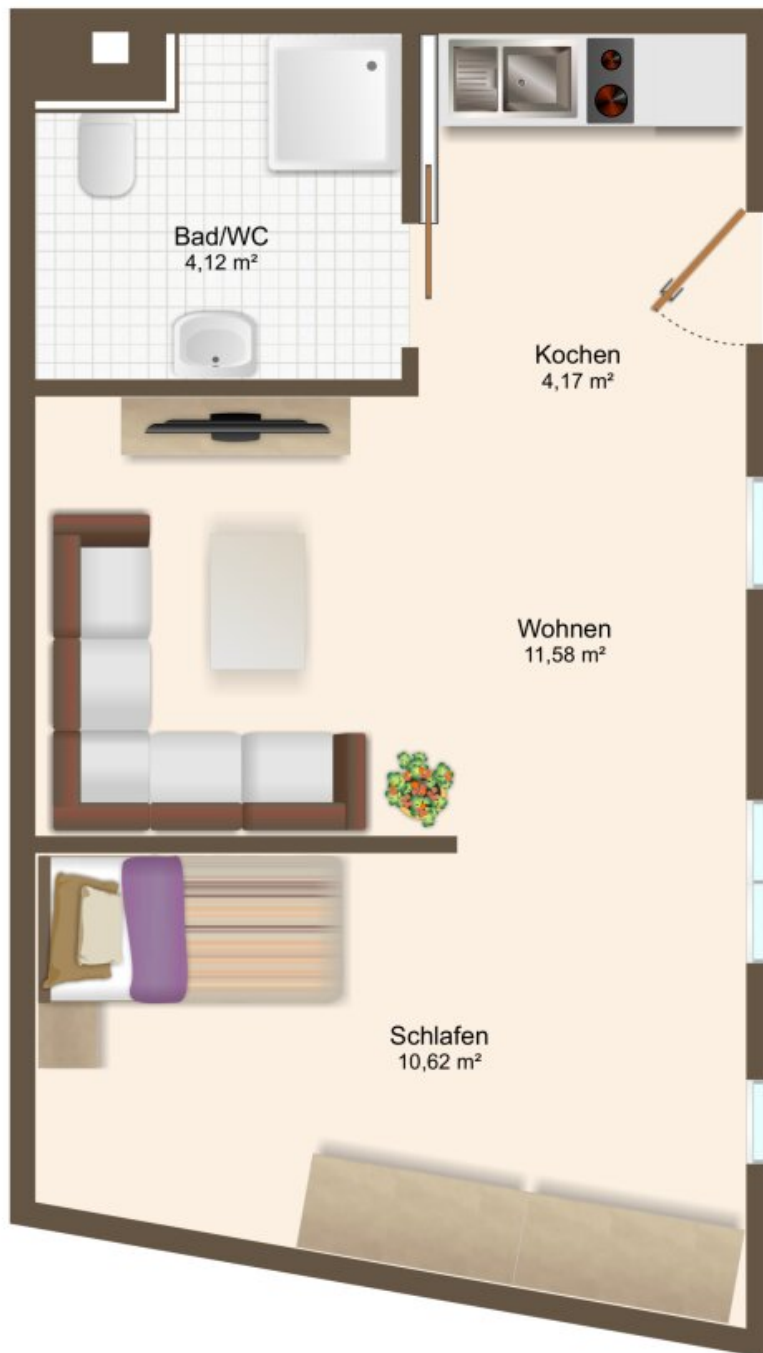 Bad/WC
4,12 m²
Kochen
4,17 m²
Wohnen
11,58 m²
Schlafen
10,62 m²